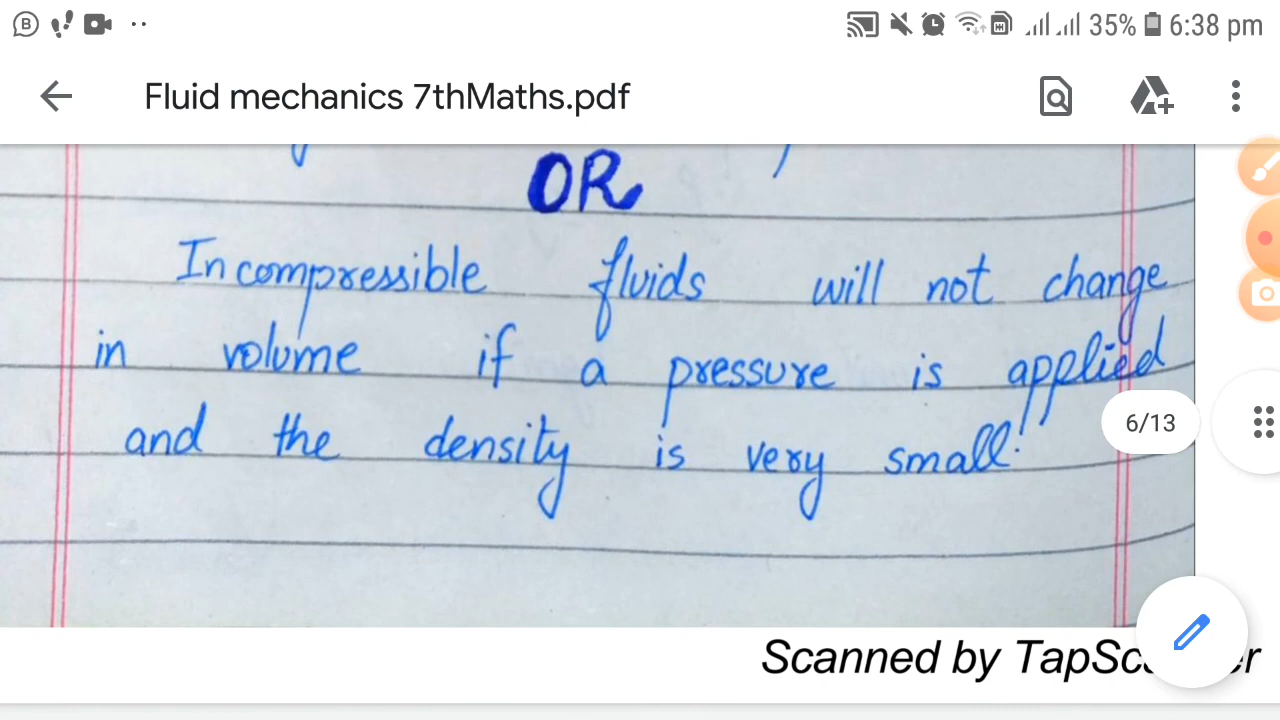 35% 6:38 pm
Fluid mechanics 7thMaths.pdf
OR
Incompressible fluids will not change
in volume if a pressure is applied
and the density is very small.
6/13
Scanned by TapSc er